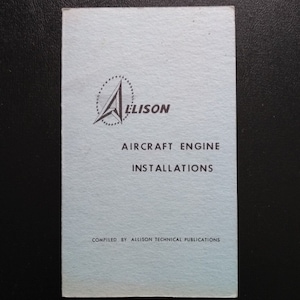 ALLISON
AIRCRAFT ENGINE
INSTALLATIONS
COMPILED BY ALLISON TECHNICAL PUBLICATIONS